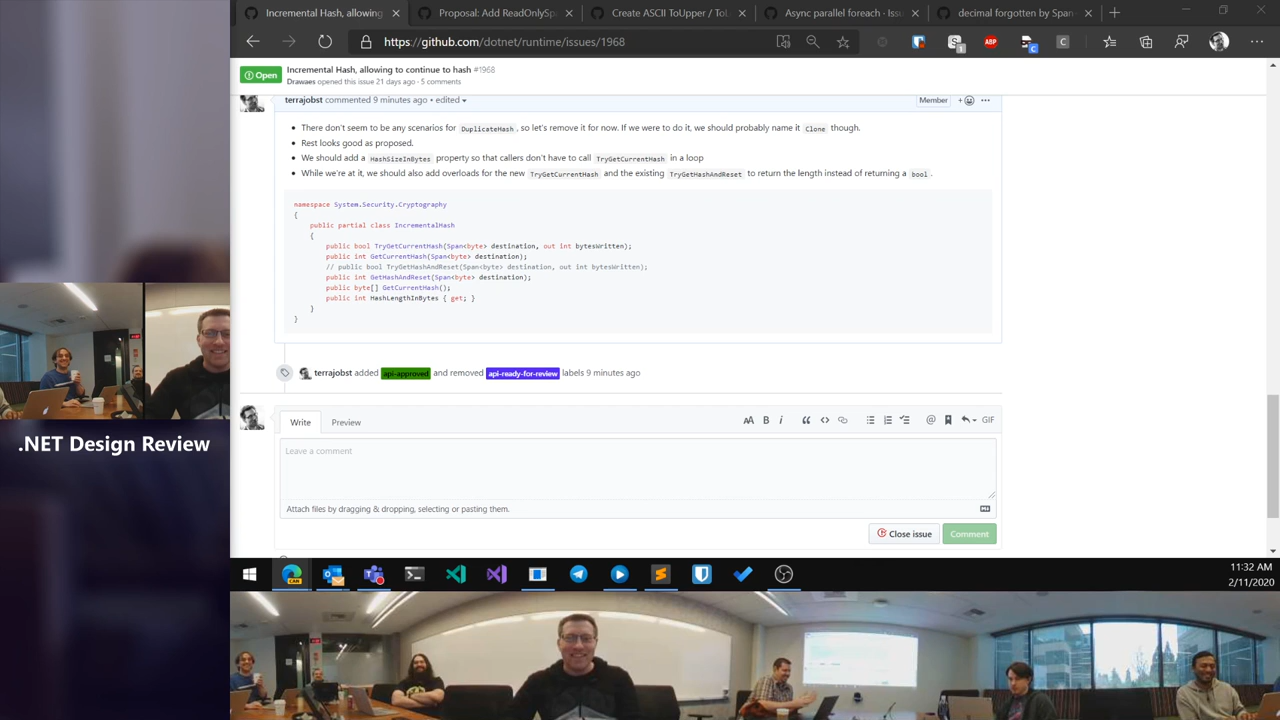 Incremental Hash, allowing
Proposal: Add ReadOnlySp
Create ASCII ToUpper / ToL
Async parallel foreach · Issu
decimal forgotten by Span
https://github.com/dotnet/runtime/issues/1968
Open
Incremental Hash, allowing to continue to hash #1968
Drawaes opened this issue 21 days ago · 5 comments
terrajobst commented 9 minutes ago • edited
Member
• There don't seem to be any scenarios for DuplicateHash. so let's remove it for now. If we were to do it, we should probably name it Clone though.
• Rest looks good as proposed.
• We should add a HashSizeInBytes property so that callers don't have to call TryGetCurrentHash in a loop
• While we're at it, we should also add overloads for the new TryGetCurrentHash and the existing TryGetHashAndReset to return the length instead of returning a bool.
namespace System.Security.Cryptography
{
public partial class IncrementalHash
{
public bool TryGetCurrentHash(Span<byte> destination, out int bytesWritten);
public int GetCurrentHash(Span<byte> destination);
// public bool TryGetHashAndReset(Span<byte> destination, out int bytesWritten);
public int GetHashAndReset(Span<byte> destination);
public byte[] GetCurrentHash();
public int HashLengthInBytes { get; }
}
}
terrajobst added api-approved and removed api-ready-for-review labels 9 minutes ago
Write
Preview
AA B i @ GIF
Leave a comment
Attach files by dragging & dropping, selecting or pasting them.
Close issue
Comment
.NET Design Review
11:32 AM
2/11/2020